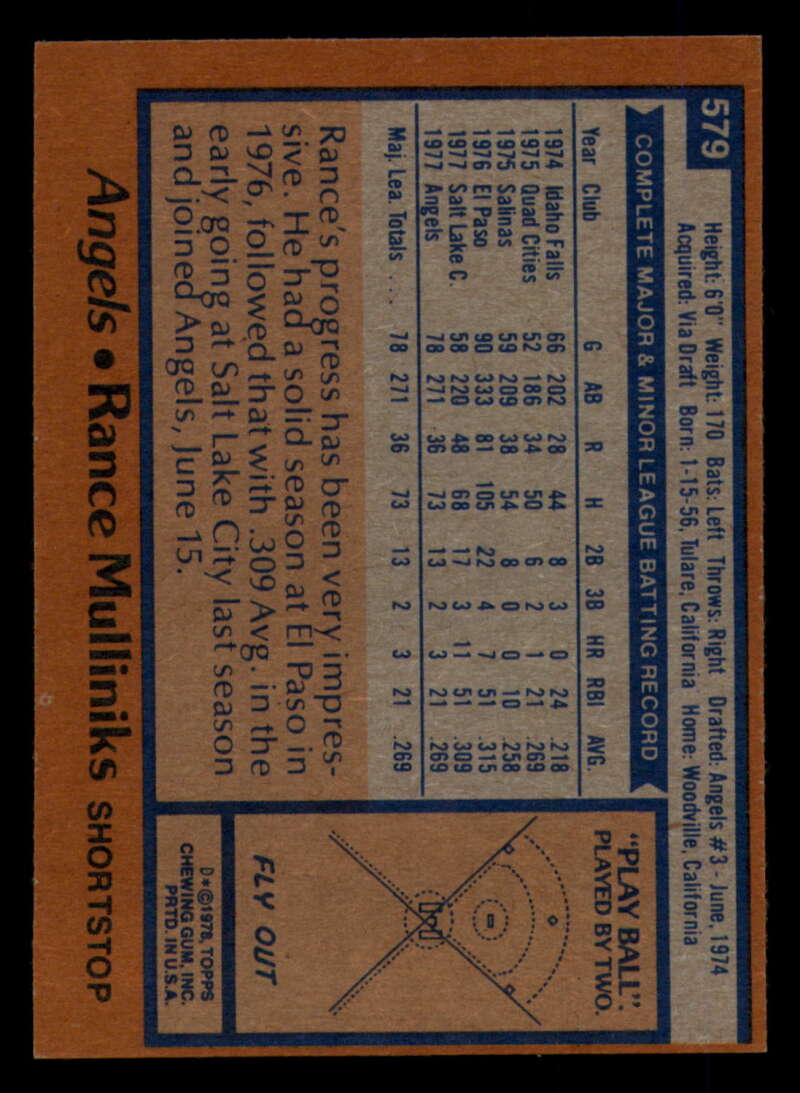 579
Height: 6'0" Weight: 170 Bats: Left Throws: Right Drafted: Angels #3 - June, 1974
Acquired: Via Draft Born: 1-15-56, Tulare, California Home: Woodville, California
COMPLETE MAJOR & MINOR LEAGUE BATTING RECORD
Year Club G AB R H 2B 3B HR RBI AVG.
1974 Idaho Falls 66 202 28 44 8 3 0 24 .218
1975 Quad Cities 52 186 34 50 6 2 1 21 .269
1975 Salinas 59 209 38 54 8 0 0 10 .258
1976 El Paso 90 333 81 105 22 4 7 51 .315
1977 Salt Lake C. 58 220 48 68 17 3 11 51 .309
1977 Angels 78 271 36 73 13 2 3 21 .269
Maj. Lea. Totals ... 78 271 36 73 13 2 3 21 .269
Rance's progress has been very impres-
sive. He had a solid season at El Paso in
1976, followed that with .309 Avg. in the
early going at Salt Lake City last season
and joined Angels, June 15.
"PLAY BALL".
PLAYED BY TWO.
FLY OUT
D*©1978, TOPPS
CHEWING GUM, INC.
PRTD. IN U.S.A.
Angels • Rance Mulliniks SHORTSTOP